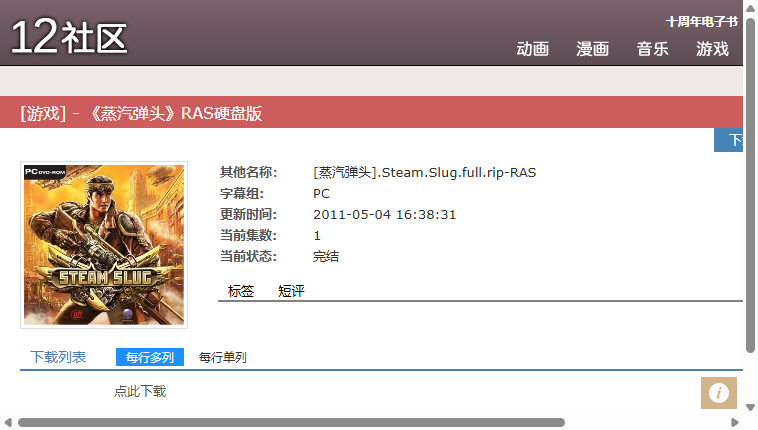 12社区
十周年电子书
动画 漫画 音乐 游戏
[游戏] - 《蒸汽弹头》RAS硬盘版
PC DVD-ROM
STEAM SLUG
其他名称: [蒸汽弹头].Steam.Slug.full.rip-RAS
字幕组: PC
更新时间: 2011-05-04 16:38:31
当前集数: 1
当前状态: 完结
标签 短评
下载列表 每行多列 每行单列
点此下载